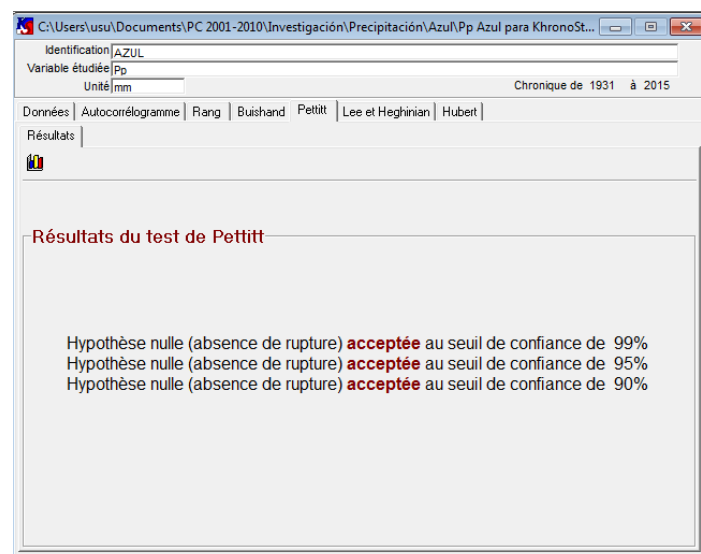 C:\Users\usu\Documents\PC 2001-2010\Investigación\Precipitación\Azul\Pp Azul para KhronoSt...
Identification AZUL
Variable étudiée Pp
Unité mm Chronique de 1931 à 2015
Données Autocorrélogramme Rang Buishand Pettitt Lee et Heghinian Hubert
Résultats
Résultats du test de Pettitt
Hypothèse nulle (absence de rupture) acceptée au seuil de confiance de 99%
Hypothèse nulle (absence de rupture) acceptée au seuil de confiance de 95%
Hypothèse nulle (absence de rupture) acceptée au seuil de confiance de 90%